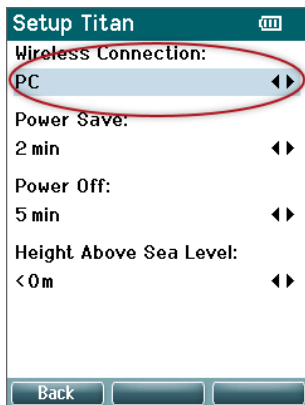 Setup Titan
Wireless Connection:
PC
Power Save:
2 min
Power Off:
5 min
Height Above Sea Level:
<0m
Back